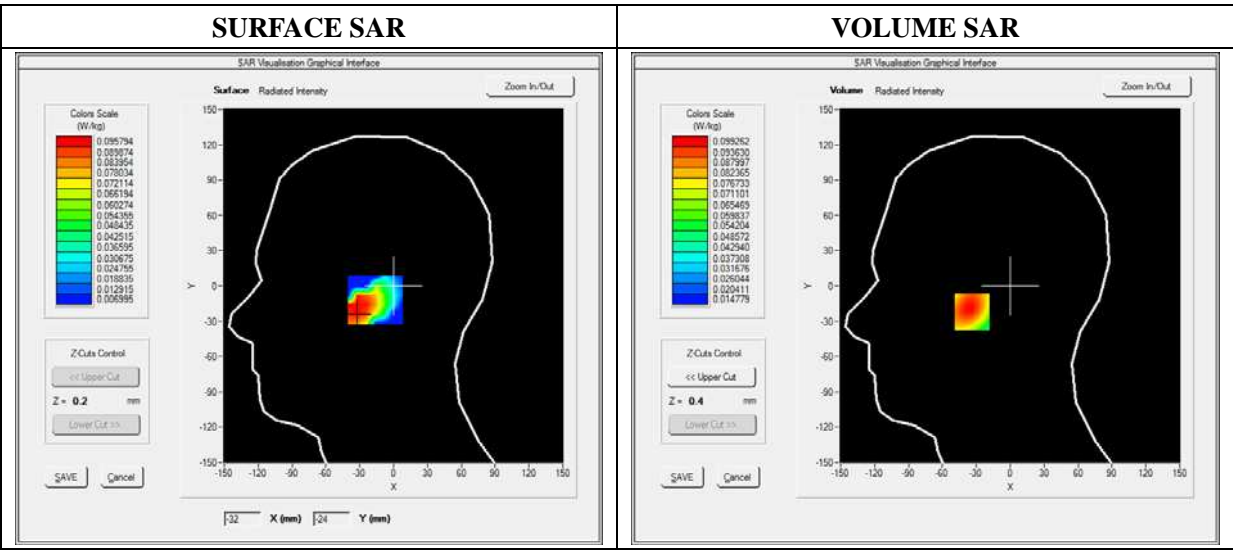 SURFACE SAR
SAR Visualisation Graphical Interface
Surface Radiated Intensity
Zoom In/Out
Colors Scale
(W/kg)
0.095794
0.089874
0.083954
0.078034
0.072114
0.066194
0.060274
0.054355
0.048435
0.042515
0.036595
0.030675
0.024755
0.018835
0.012915
0.006995
Z-Cuts Control
<< Upper Cut
Z = 0.2 mm
Lower Cut >>
SAVE Cancel
150
120
90
60
30
0
-30
-60
-90
-120
-150
Y
-150 -120 -90 -60 -30 0 30 60 90 120 150
X
-32 X (mm) -24 Y (mm)
VOLUME SAR
SAR Visualisation Graphical Interface
Volume Radiated Intensity
Zoom In/Out
Colors Scale
(W/kg)
0.099262
0.093630
0.087997
0.082365
0.076733
0.071101
0.065469
0.059837
0.054204
0.048572
0.042940
0.037308
0.031676
0.026044
0.020411
0.014779
Z-Cuts Control
<< Upper Cut
Z = 0.4 mm
Lower Cut >>
SAVE Cancel
150
120
90
60
30
0
-30
-60
-90
-120
-150
Y
-150 -120 -90 -60 -30 0 30 60 90 120 150
X